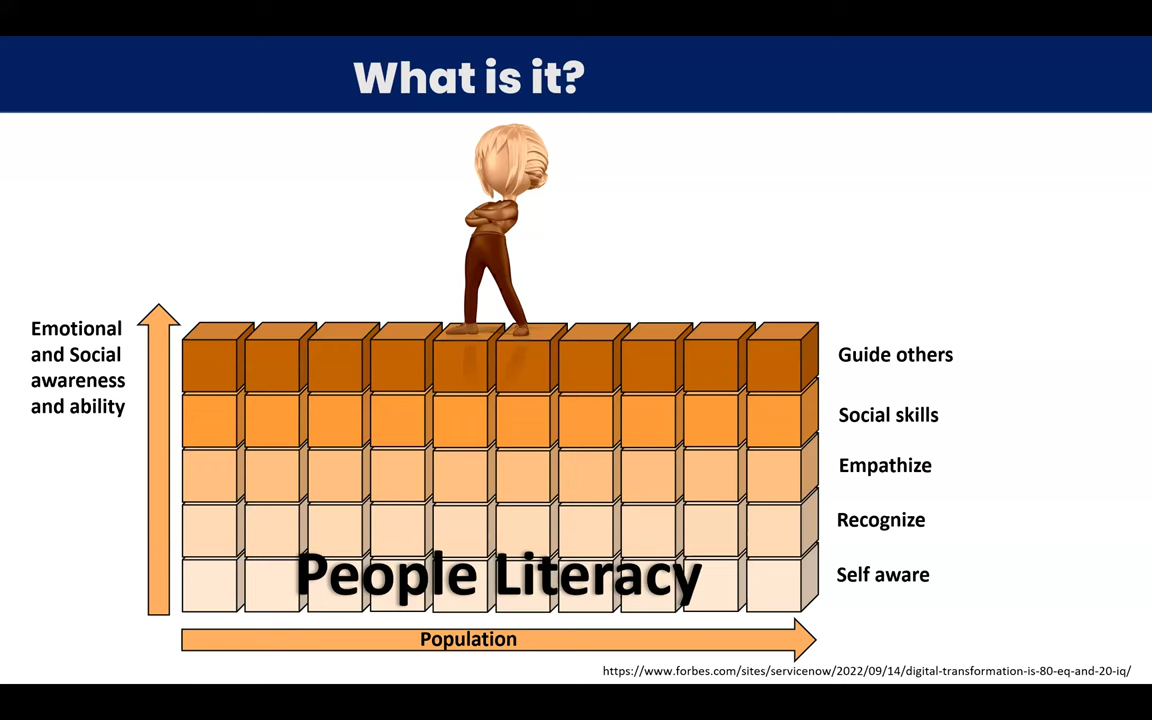 What is it?
Emotional
and Social
awareness
and ability
Guide others
Social skills
Empathize
Recognize
Self aware
People Literacy
Population
https://www.forbes.com/sites/servicenow/2022/09/14/digital-transformation-is-80-eq-and-20-iq/